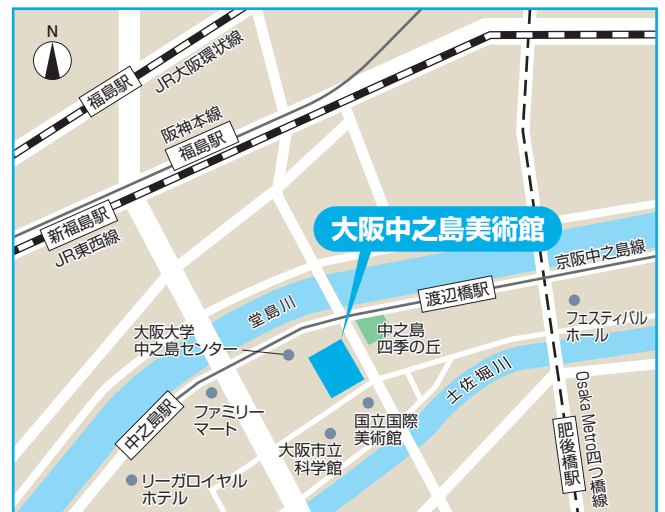 N
福島駅
JR大阪環状線
阪神本線
福島駅
新福島駅
JR東西線
大阪中之島美術館
京阪中之島線
渡辺橋駅
堂島川
フェスティバル
ホール
中之島
四季の丘
大阪大学
中之島センター
土佐堀川
中之島駅
ファミリー
マート
国立国際
美術館
大阪市立
科学館
リーガロイヤル
ホテル
肥後橋駅
Osaka Metro四つ橋線